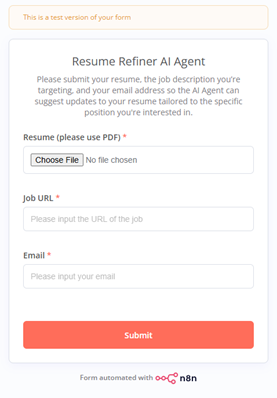 This is a test version of your form
Resume Refiner AI Agent
Please submit your resume, the job description you're
targeting, and your email address so the AI Agent can
suggest updates to your resume tailored to the specific
position you're interested in.
Resume (please use PDF) *
Choose File No file chosen
Job URL *
Please input the URL of the job
Email *
Please input your email
Submit
Form automated with n8n